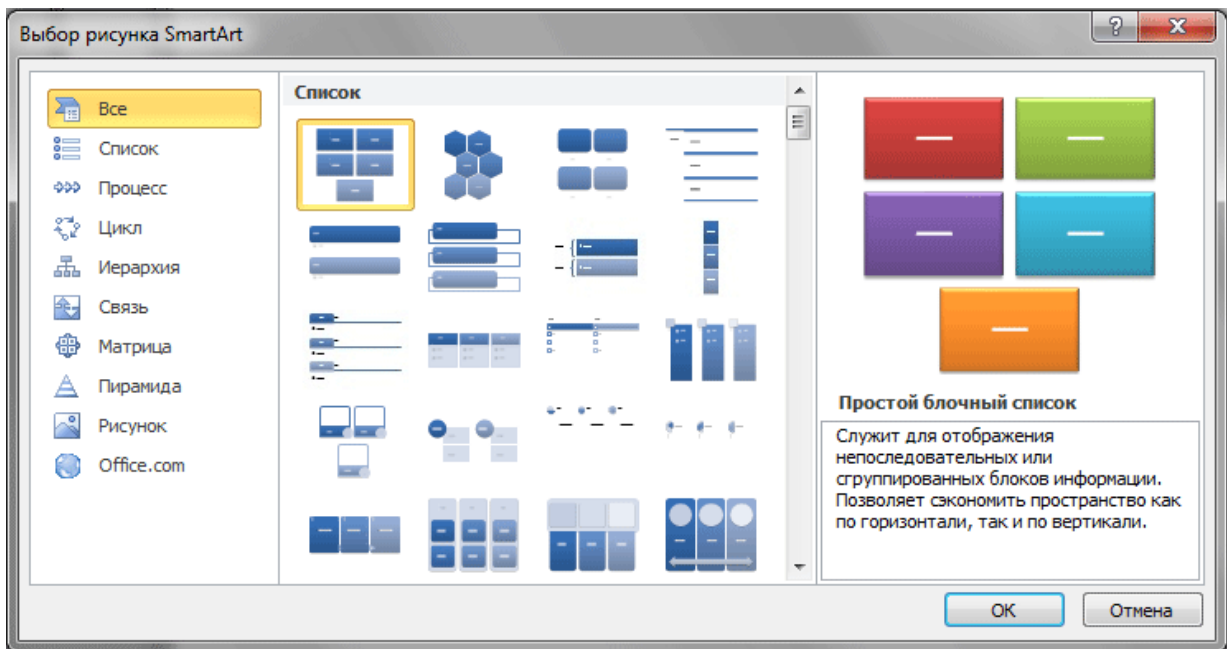 Выбор рисунка SmartArt
Все
Список
Процесс
Цикл
Иерархия
Связь
Матрица
Пирамида
Рисунок
Office.com
Список
Простой блочный список
Служит для отображения
непоследовательных или
сгруппированных блоков информации.
Позволяет сэкономить пространство как
по горизонтали, так и по вертикали.
ОК
Отмена